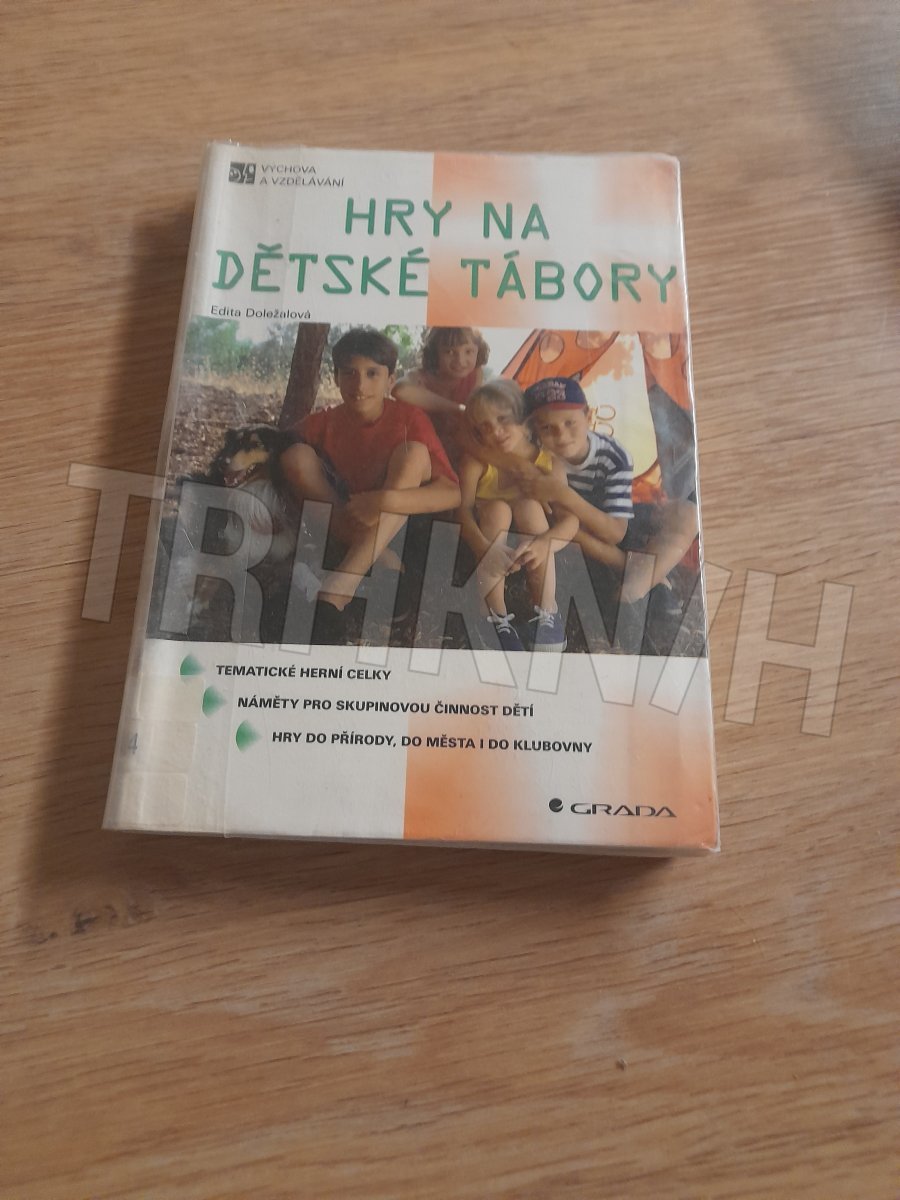 VÝCHOVA
A VZDĚLÁVÁNÍ
HRY NA
DĚTSKÉ TÁBORY
Edita Doležalová
TRHKNIH
TEMATICKÉ HERNÍ CELKY
NÁMĚTY PRO SKUPINOVOU ČINNOST DĚTÍ
HRY DO PŘÍRODY, DO MĚSTA I DO KLUBOVNY
4
GRADA